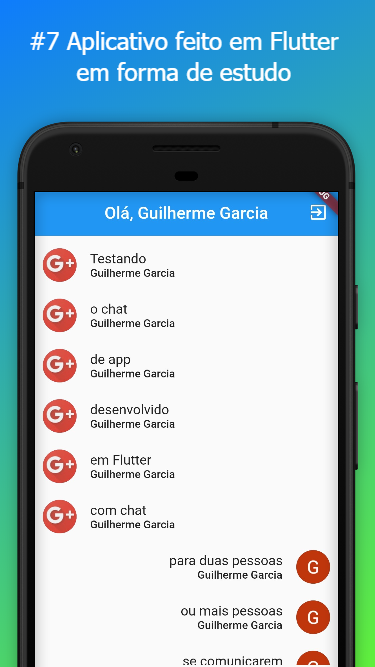 #7 Aplicativo feito em Flutter
em forma de estudo
Olá, Guilherme Garcia
G+ Testando
Guilherme Garcia
G+ o chat
Guilherme Garcia
G+ de app
Guilherme Garcia
G+ desenvolvido
Guilherme Garcia
G+ em Flutter
Guilherme Garcia
G+ com chat
Guilherme Garcia
para duas pessoas G
Guilherme Garcia
ou mais pessoas G
Guilherme Garcia
se comunicarem